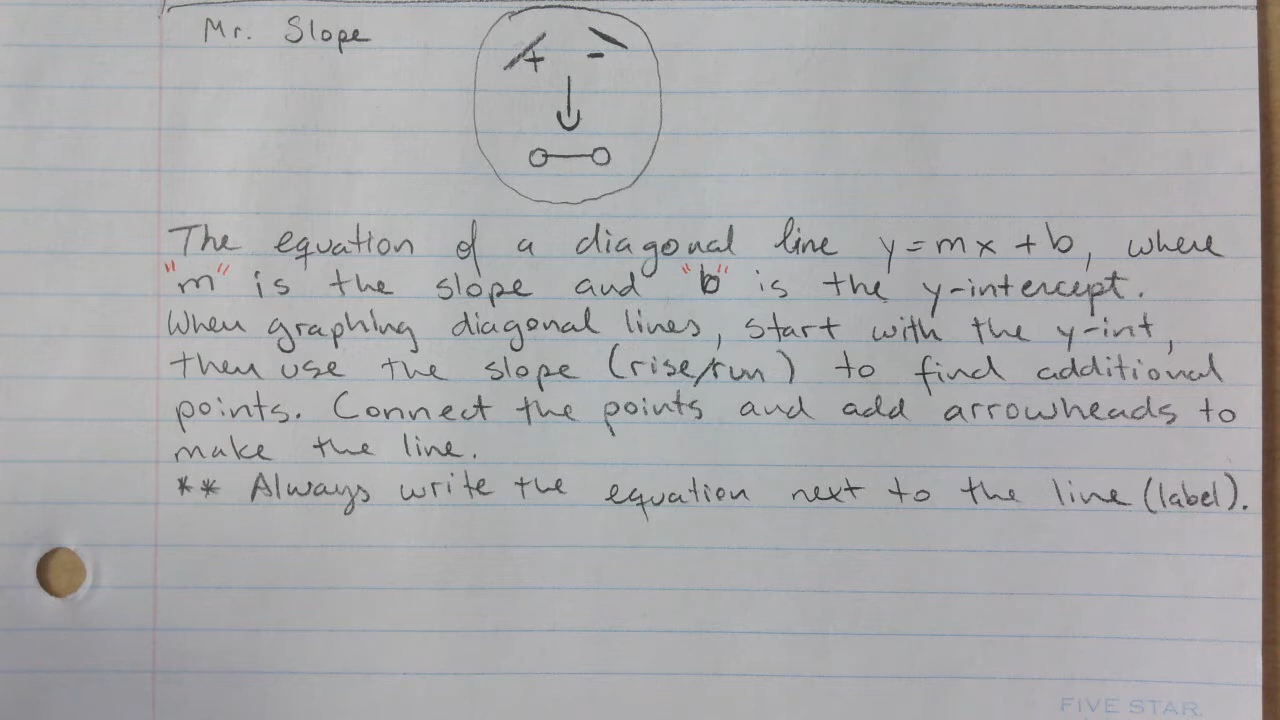 Mr. Slope
+ -
The equation of a diagonal line y=mx+b, where
"m" is the slope and "b" is the y-intercept.
When graphing diagonal lines, start with the y-int,
then use the slope (rise/run) to find additional
points. Connect the points and add arrowheads to
make the line.
** Always write the equation next to the line (label).
FIVE STAR